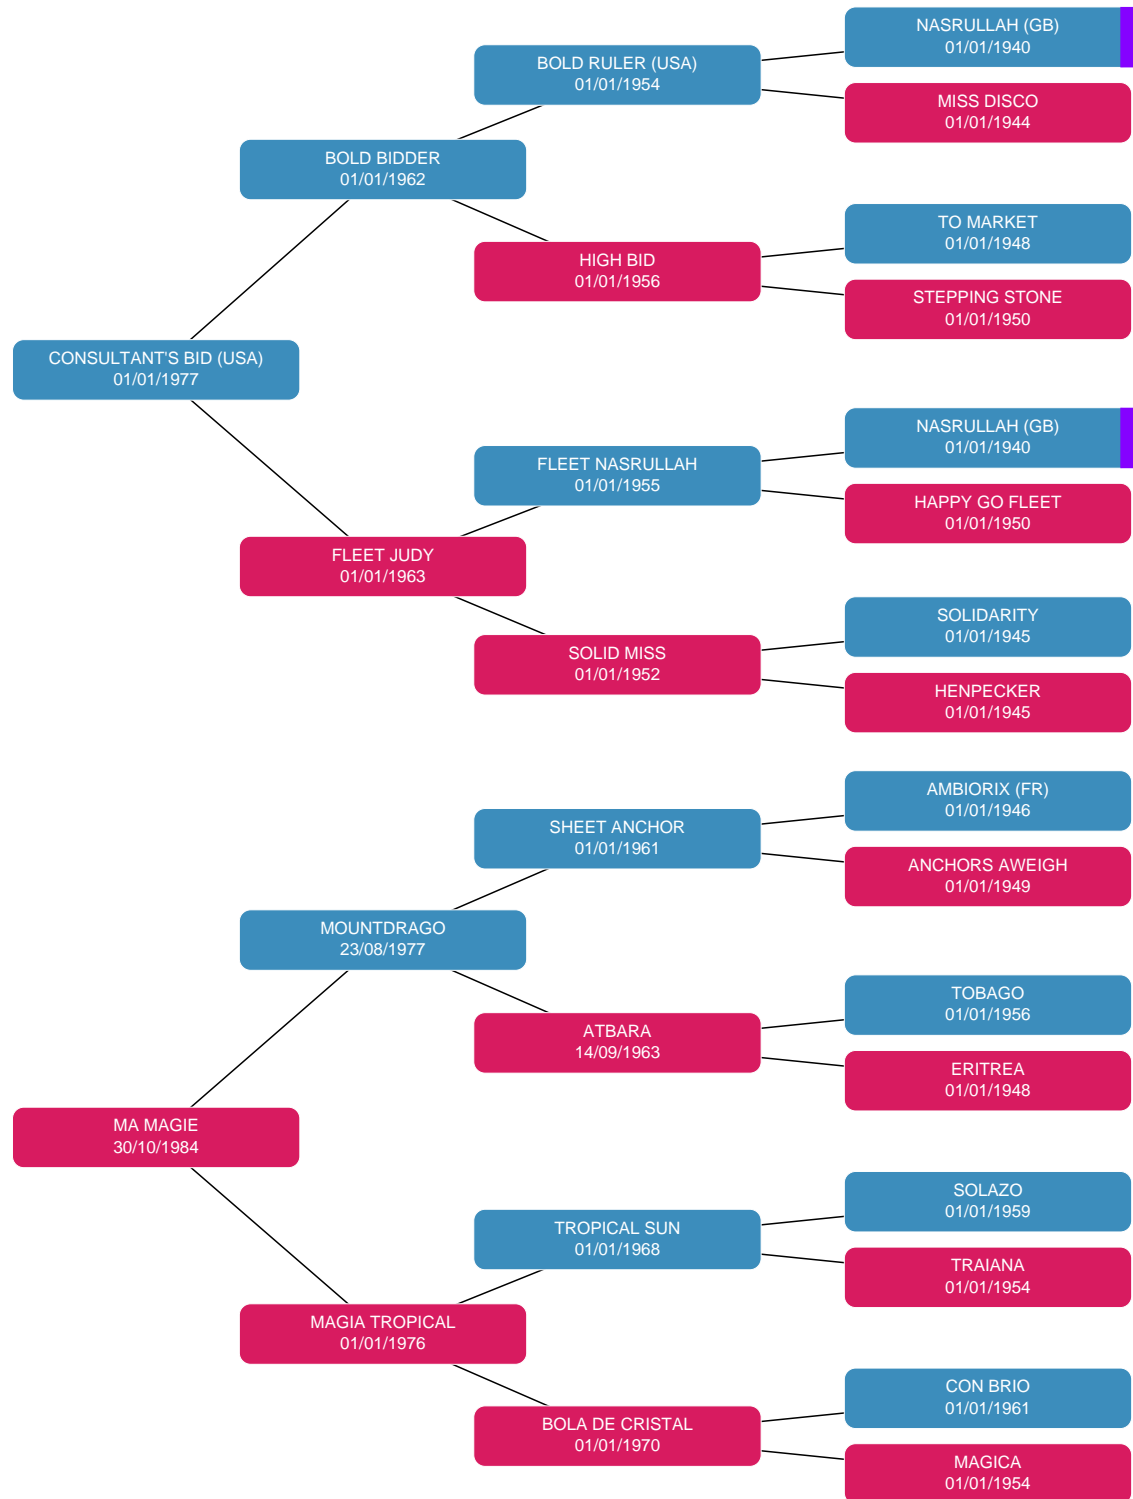 NASRULLAH (GB)
01/01/1940
BOLD RULER (USA)
01/01/1954
MISS DISCO
01/01/1944
BOLD BIDDER
01/01/1962
TO MARKET
01/01/1948
HIGH BID
01/01/1956
STEPPING STONE
01/01/1950
CONSULTANT'S BID (USA)
01/01/1977
NASRULLAH (GB)
01/01/1940
FLEET NASRULLAH
01/01/1955
HAPPY GO FLEET
01/01/1950
FLEET JUDY
01/01/1963
SOLIDARITY
01/01/1945
SOLID MISS
01/01/1952
HENPECKER
01/01/1945
AMBIORIX (FR)
01/01/1946
SHEET ANCHOR
01/01/1961
ANCHORS AWEIGH
01/01/1949
MOUNTDRAGO
23/08/1977
TOBAGO
01/01/1956
ATBARA
14/09/1963
ERITREA
01/01/1948
MA MAGIE
30/10/1984
SOLAZO
01/01/1959
TROPICAL SUN
01/01/1968
TRAIANA
01/01/1954
MAGIA TROPICAL
01/01/1976
CON BRIO
01/01/1961
BOLA DE CRISTAL
01/01/1970
MAGICA
01/01/1954